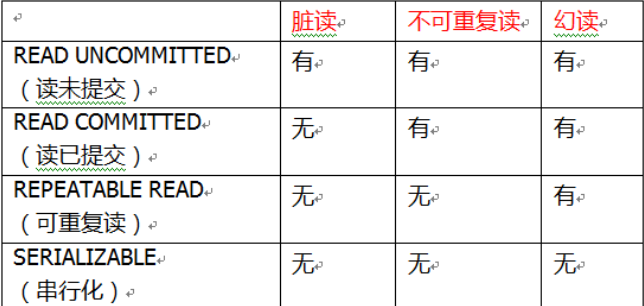 脏读 不可重复读 幻读
READ UNCOMMITTED 有 有 有
（读未提交）
READ COMMITTED 无 有 有
（读已提交）
REPEATABLE READ 无 无 有
（可重复读）
SERIALIZABLE 无 无 无
（串行化）